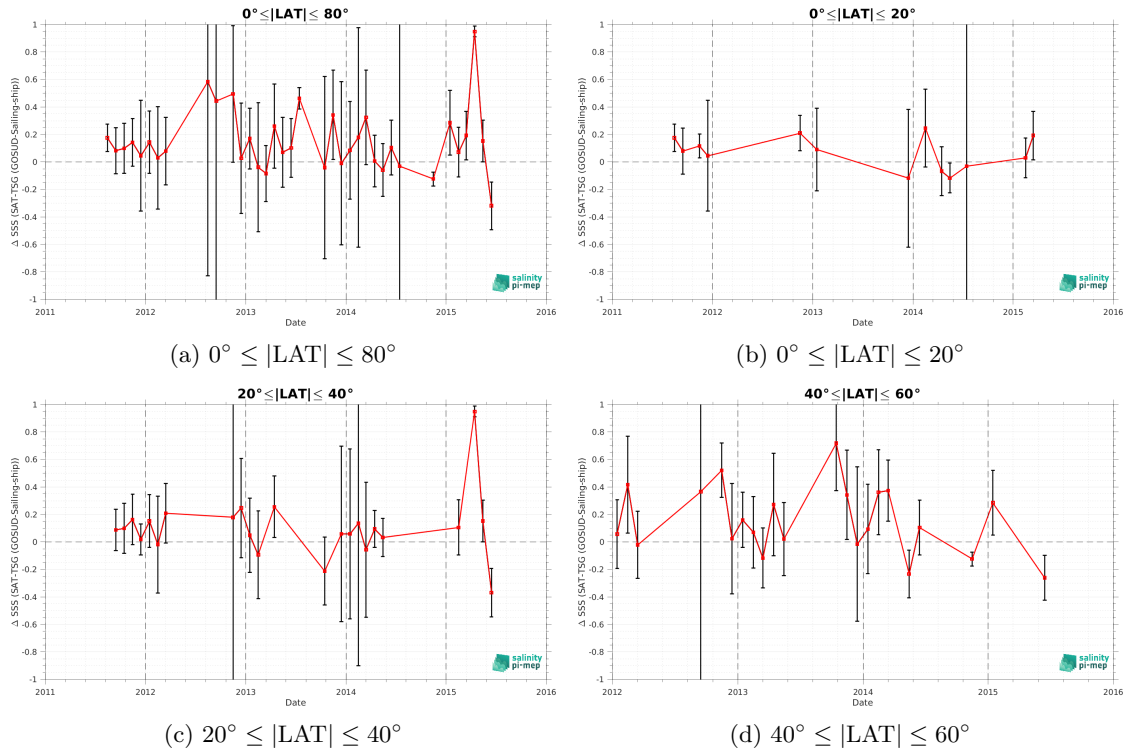 0°≤|LAT|≤ 80°
Δ SSS (SAT-TSG (GOSUD-Sailing-ship))
1
0.8
0.6
0.4
0.2
0
-0.2
-0.4
-0.6
-0.8
-1
2011 2012 2013 2014 2015 2016
Date
salinity
pi-mep
(a) 0° ≤ |LAT| ≤ 80°
0°≤|LAT|≤ 20°
Δ SSS (SAT-TSG (GOSUD-Sailing-ship))
1
0.8
0.6
0.4
0.2
0
-0.2
-0.4
-0.6
-0.8
-1
2011 2012 2013 2014 2015 2016
Date
salinity
pi-mep
(b) 0° ≤ |LAT| ≤ 20°
20°≤|LAT|≤ 40°
Δ SSS (SAT-TSG (GOSUD-Sailing-ship))
1
0.8
0.6
0.4
0.2
0
-0.2
-0.4
-0.6
-0.8
-1
2011 2012 2013 2014 2015 2016
Date
salinity
pi-mep
(c) 20° ≤ |LAT| ≤ 40°
40°≤|LAT|≤ 60°
Δ SSS (SAT-TSG (GOSUD-Sailing-ship))
1
0.8
0.6
0.4
0.2
0
-0.2
-0.4
-0.6
-0.8
-1
2012 2013 2014 2015 2016
Date
salinity
pi-mep
(d) 40° ≤ |LAT| ≤ 60°